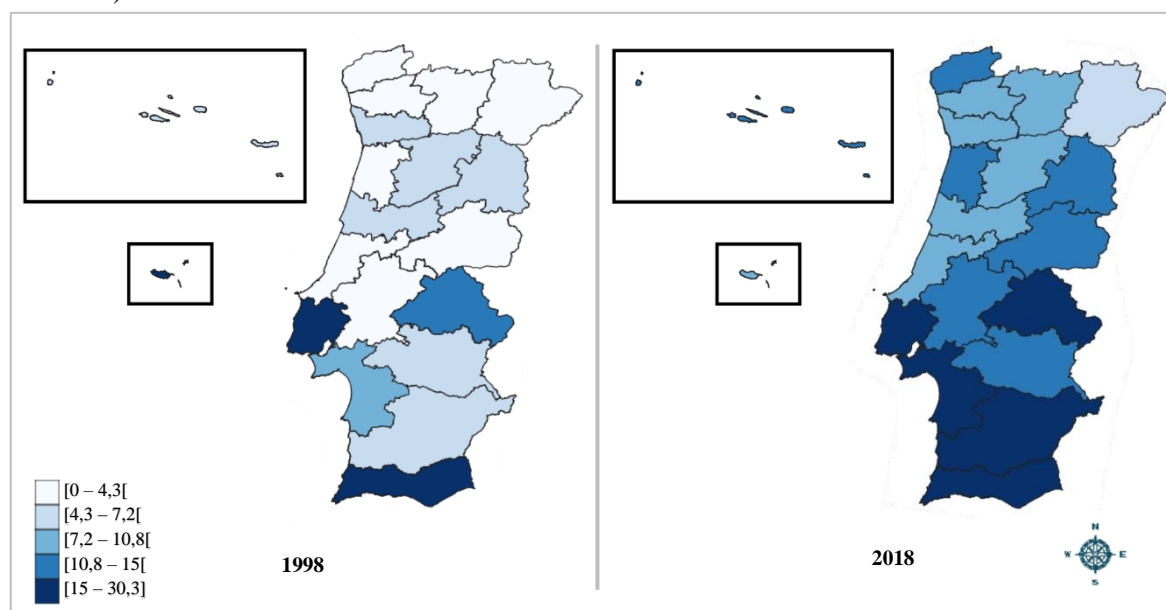 [0 – 4,3[
[4,3 – 7,2[
[7,2 – 10,8[
[10,8 – 15[
[15 – 30,3]
1998
2018
N
W E
S